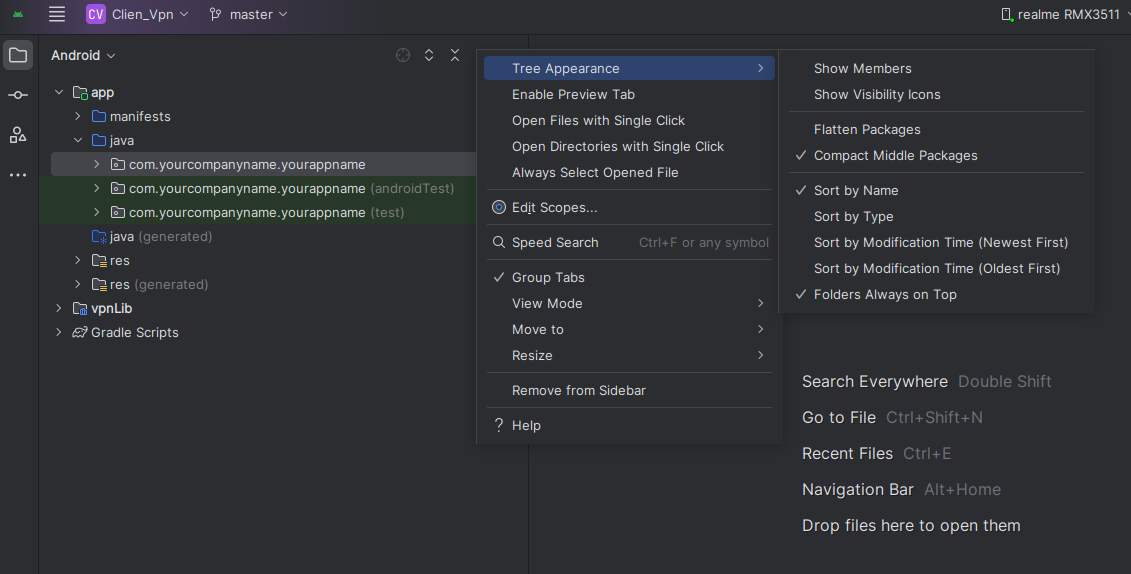 CV Clien_Vpn master realme RMX3511
Android
app
manifests
java
com.yourcompanyname.yourappname
com.yourcompanyname.yourappname (androidTest)
com.yourcompanyname.yourappname (test)
java (generated)
res
res (generated)
vpnLib
Gradle Scripts
Tree Appearance
Enable Preview Tab
Open Files with Single Click
Open Directories with Single Click
Always Select Opened File
Edit Scopes...
Speed Search Ctrl+F or any symbol
Group Tabs
View Mode
Move to
Resize
Remove from Sidebar
? Help
Show Members
Show Visibility Icons
Flatten Packages
Compact Middle Packages
Sort by Name
Sort by Type
Sort by Modification Time (Newest First)
Sort by Modification Time (Oldest First)
Folders Always on Top
Search Everywhere Double Shift
Go to File Ctrl+Shift+N
Recent Files Ctrl+E
Navigation Bar Alt+Home
Drop files here to open them